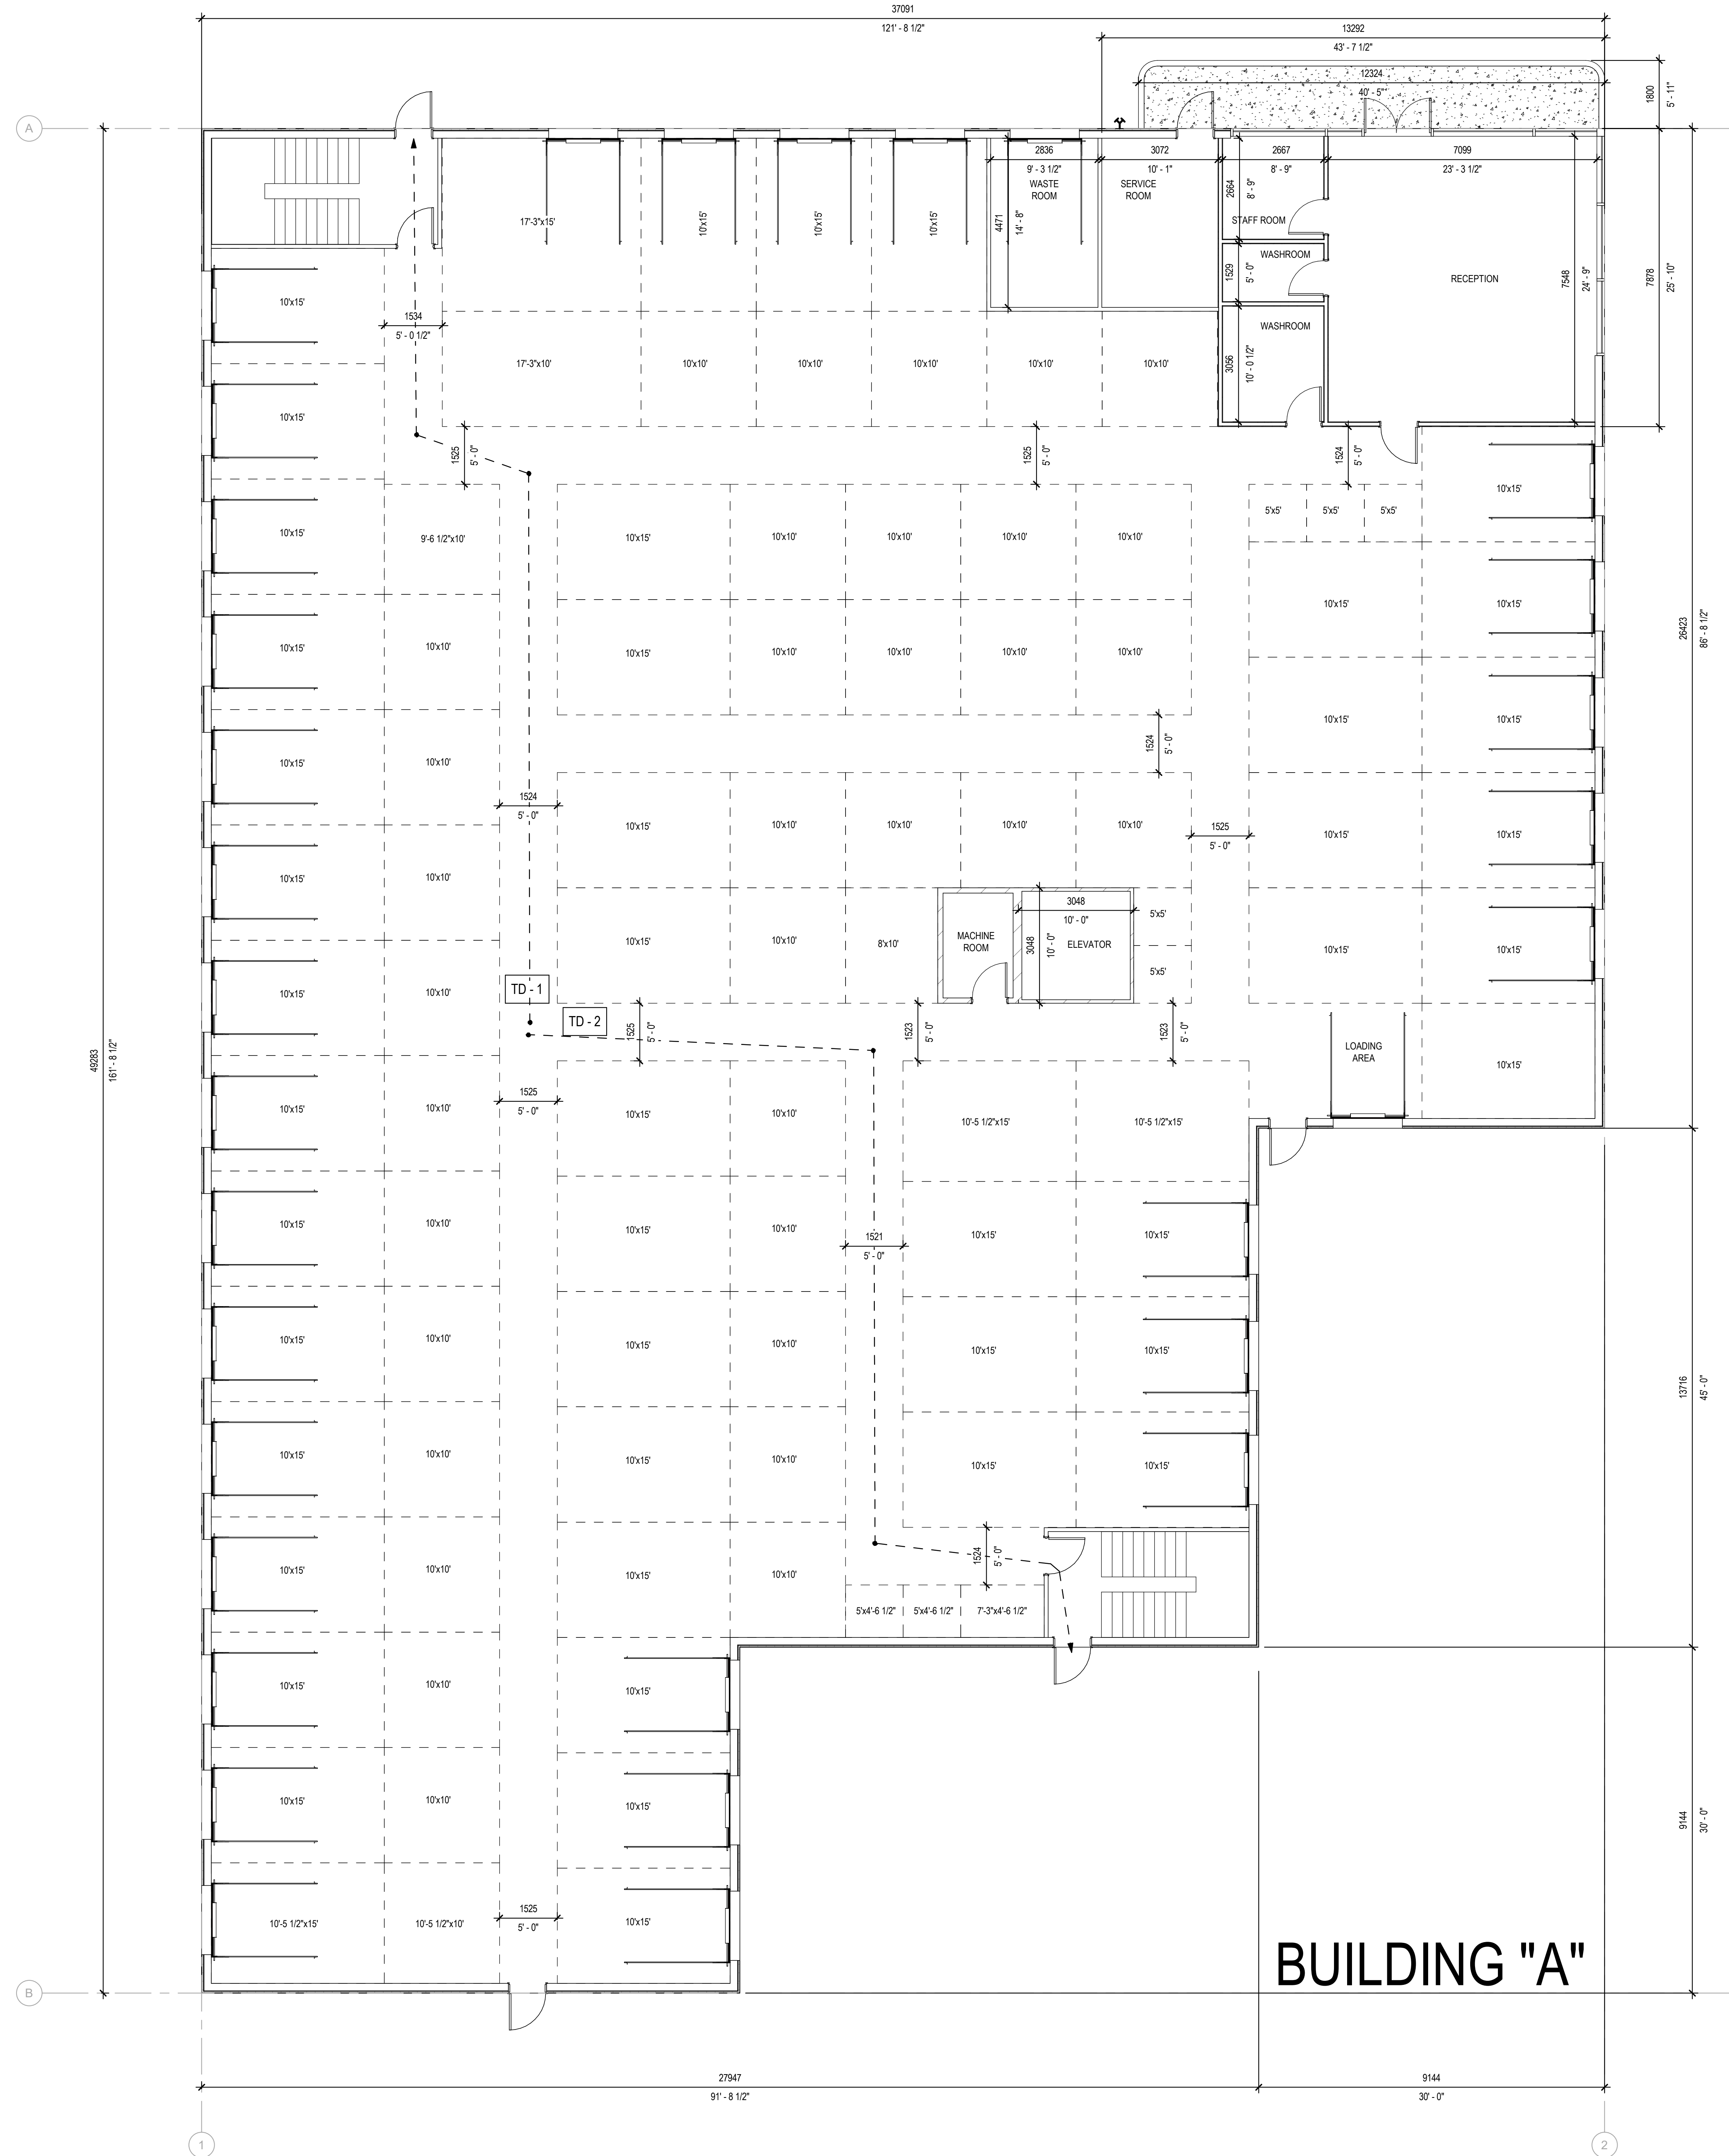 37091
121' - 8 1/2"
13292
43' - 7 1/2"
12324
40' - 5"
1800
5' - 11"
A
2836
9' - 3 1/2"
WASTE
ROOM
3072
10' - 1"
SERVICE
ROOM
2667
8' - 9"
7099
23' - 3 1/2"
2664
8' - 9"
STAFF ROOM
17'-3"x15'
10'x15'
10'x15'
10'x15'
4471
14' - 8"
1529
5' - 0"
WASHROOM
RECEPTION
7548
24' - 9"
7878
25' - 10"
10'x15'
1534
5' - 0 1/2"
WASHROOM
3056
10' - 0 1/2"
17'-3"x10'
10'x10'
10'x10'
10'x10'
10'x10'
10'x10'
10'x15'
1525
5' - 0"
1525
5' - 0"
1524
5' - 0"
10'x15'
5'x5'
5'x5'
5'x5'
10'x15'
9'-6 1/2"x10'
10'x15'
10'x10'
10'x10'
10'x10'
10'x10'
10'x15'
10'x15'
26423
86' - 8 1/2"
10'x15'
10'x10'
10'x15'
10'x10'
10'x10'
10'x10'
10'x10'
10'x15'
10'x15'
1524
5' - 0"
10'x15'
10'x10'
1524
5' - 0"
10'x15'
10'x10'
10'x10'
10'x10'
10'x10'
1525
5' - 0"
10'x15'
10'x15'
10'x15'
10'x10'
3048
10' - 0"
5'x5'
10'x15'
10'x10'
8'x10'
MACHINE
ROOM
3048
10' - 0"
ELEVATOR
10'x15'
10'x15'
5'x5'
10'x15'
10'x10'
TD - 1
TD - 2
1525
5' - 0"
1523
5' - 0"
1523
5' - 0"
LOADING
AREA
10'x15'
49283
161' - 8 1/2"
10'x15'
10'x10'
1525
5' - 0"
10'x15'
10'x10'
10'-5 1/2"x15'
10'-5 1/2"x15'
10'x15'
10'x10'
10'x15'
10'x10'
1521
5' - 0"
10'x15'
10'x15'
10'x15'
10'x10'
10'x15'
10'x10'
10'x15'
10'x15'
13716
45' - 0"
10'x15'
10'x10'
10'x15'
10'x10'
10'x15'
10'x15'
10'x15'
10'x10'
10'x15'
10'x10'
1524
5' - 0"
5'x4'-6 1/2"
5'x4'-6 1/2"
7'-3"x4'-6 1/2"
10'x15'
10'x10'
10'x15'
10'x15'
10'x10'
10'x15'
9144
30' - 0"
10'-5 1/2"x15'
10'-5 1/2"x10'
1525
5' - 0"
10'x15'
BUILDING "A"
B
27947
91' - 8 1/2"
9144
30' - 0"
1
2